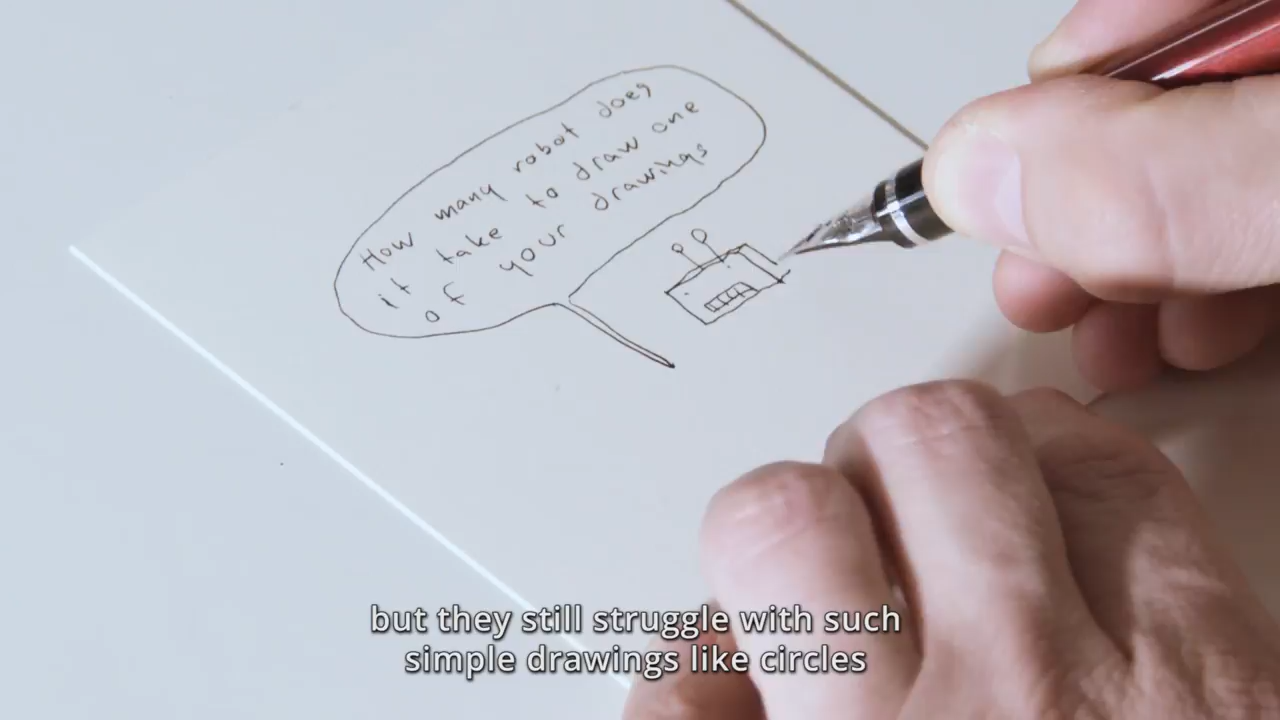 How many robot does
it take to draw one
of your drawings
but they still struggle with such
simple drawings like circles